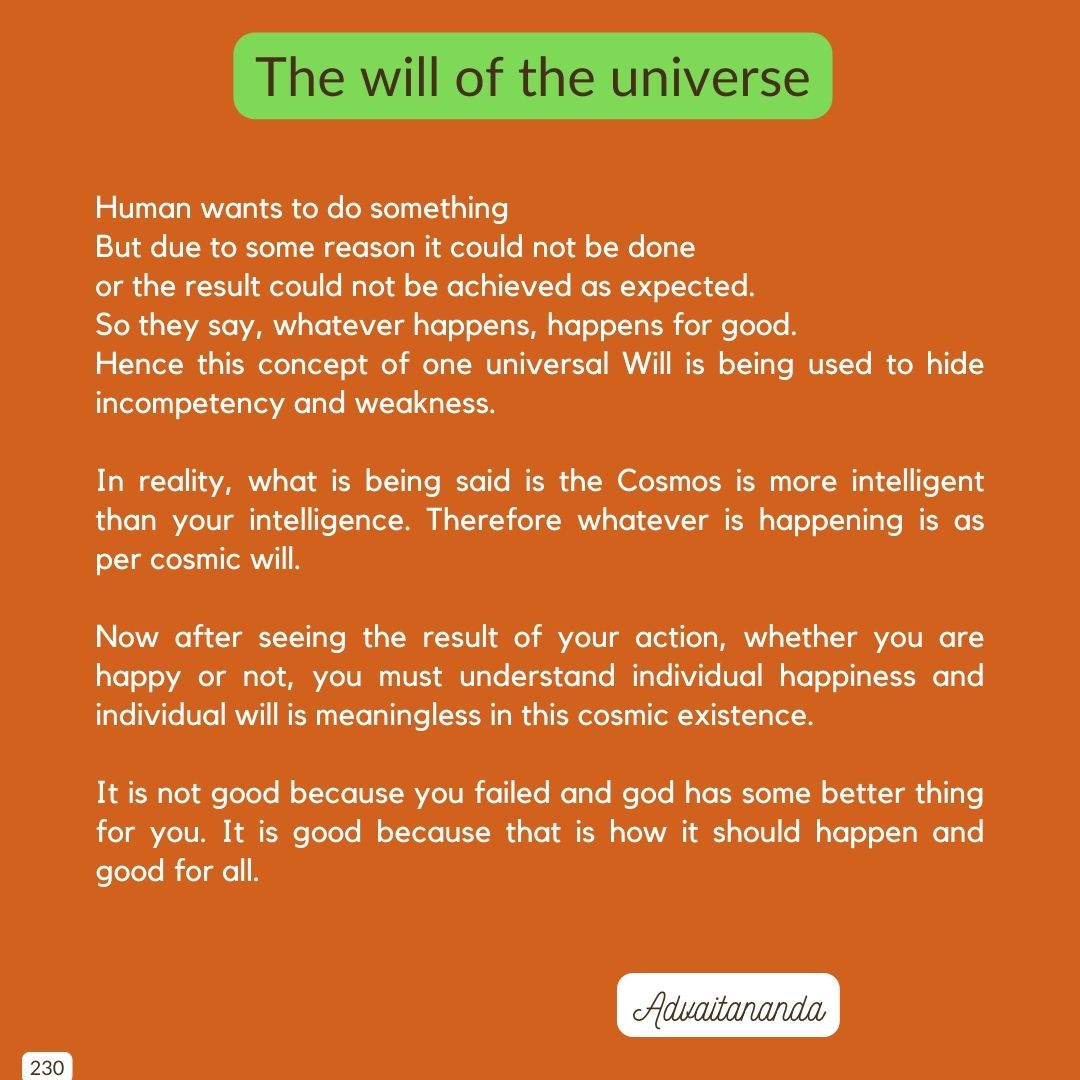 The will of the universe
Human wants to do something
But due to some reason it could not be done
or the result could not be achieved as expected.
So they say, whatever happens, happens for good.
Hence this concept of one universal Will is being used to hide
incompetency and weakness.
In reality, what is being said is the Cosmos is more intelligent
than your intelligence. Therefore whatever is happening is as
per cosmic will.
Now after seeing the result of your action, whether you are
happy or not, you must understand individual happiness and
individual will is meaningless in this cosmic existence.
It is not good because you failed and god has some better thing
for you. It is good because that is how it should happen and
good for all.
Advaitananda
230